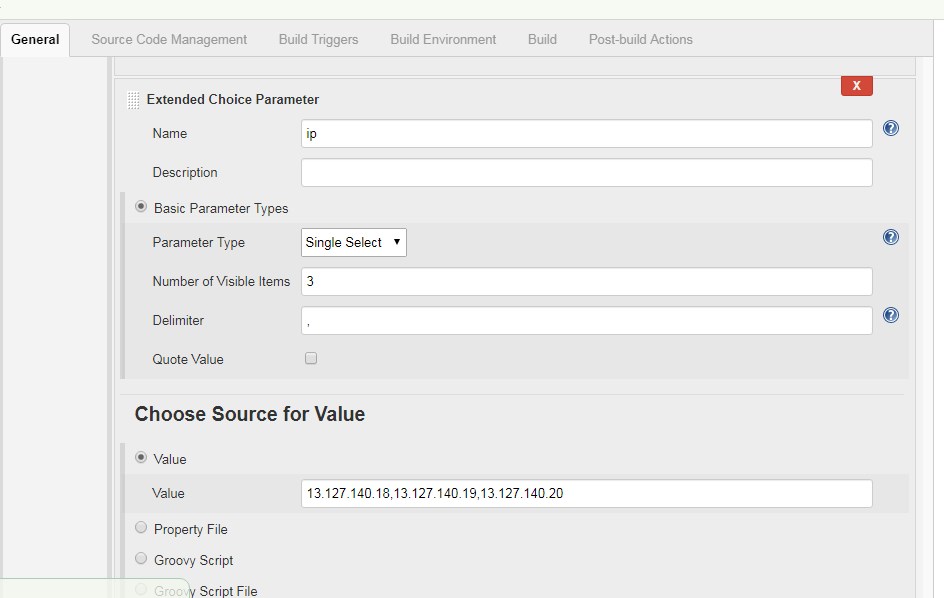 General Source Code Management Build Triggers Build Environment Build Post-build Actions
X
Extended Choice Parameter
Name ip ?
Description
Basic Parameter Types
Parameter Type Single Select ?
Number of Visible Items 3
Delimiter , ?
Quote Value
Choose Source for Value
Value
Value 13.127.140.18,13.127.140.19,13.127.140.20
Property File
Groovy Script
Groovy Script File